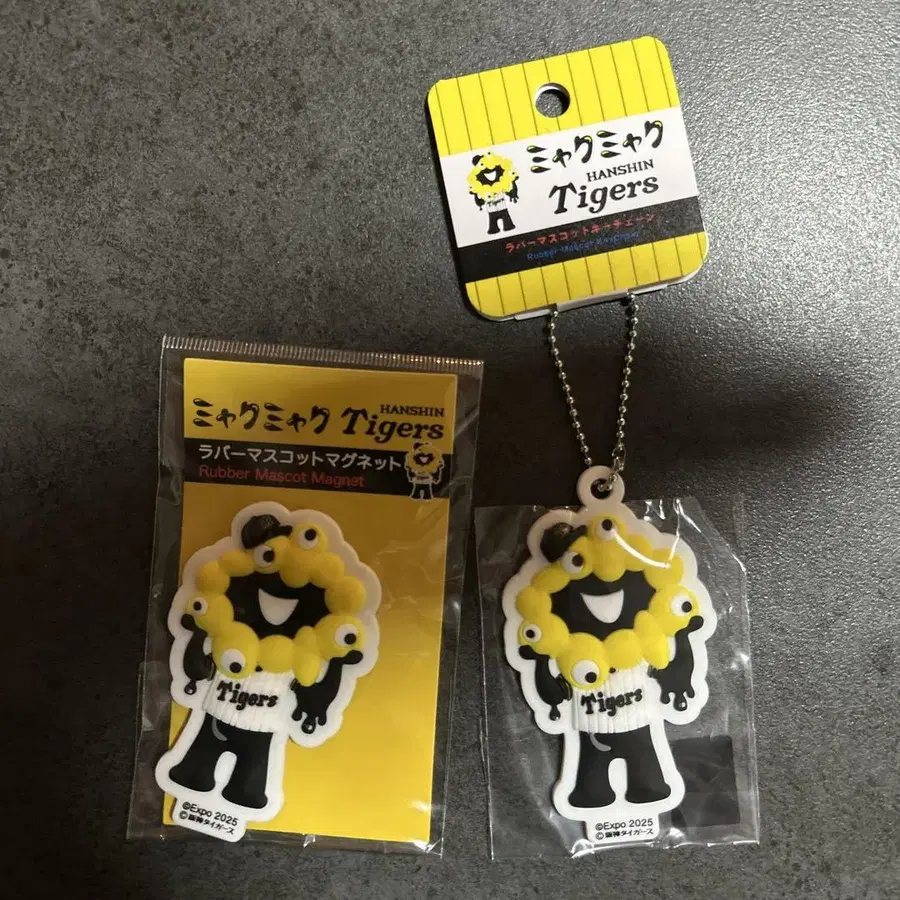 ミャクミャク
HANSHIN
Tigers
Tigers
ラバーマスコットキーチェーン
Rubber Mascot Keychain
ミャクミャク HANSHIN Tigers
ラバーマスコットマグネット
Rubber Mascot Magnet
Tigers
©Expo 2025
©阪神タイガース
Tigers
©Expo 2025
©阪神タイガース